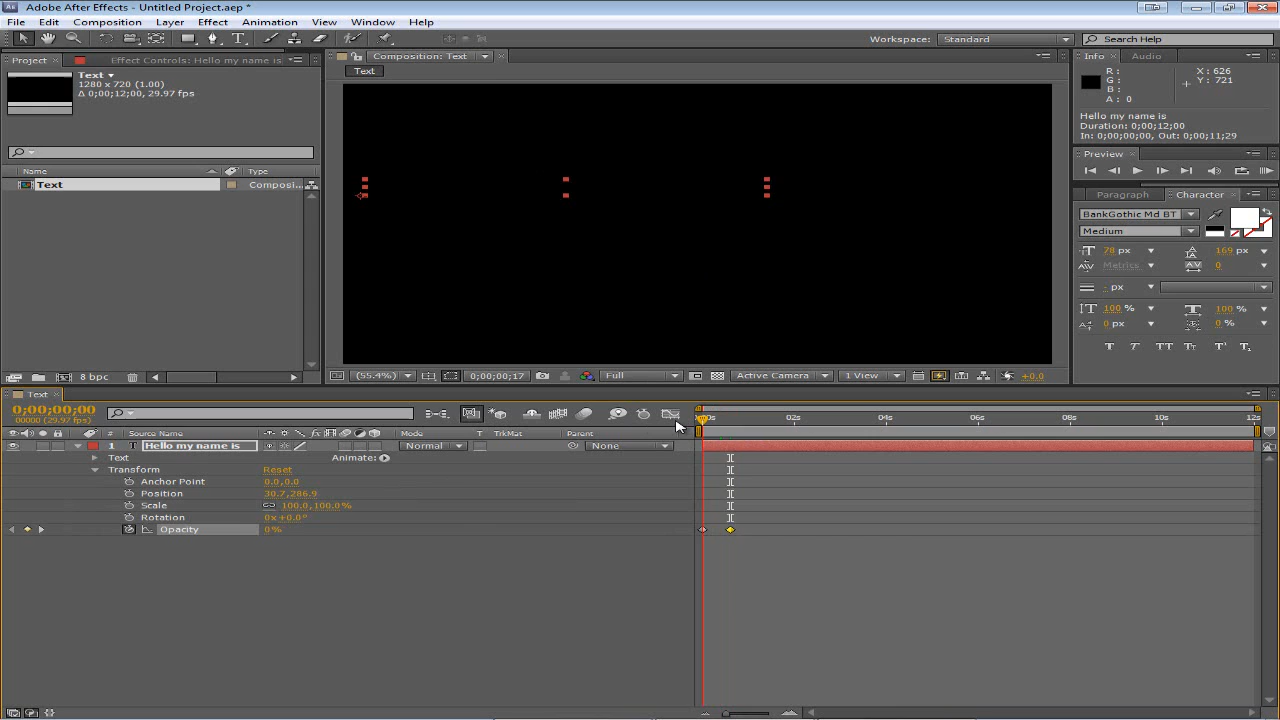 Adobe After Effects - Untitled Project.aep *
File Edit Composition Layer Effect Animation View Window Help
Workspace: Standard Search Help
Project Effect Controls: Hello my name is
Composition: Text
Info Audio
Text
Text
1280 x 720 (1.00)
Δ 0;00;12;00, 29.97 fps
R :
G :
B :
A : 0
X : 626
Y : 721
Hello my name is
Duration: 0;00;12;00
In: 0;00;00;00, Out: 0;00;11;29
Preview
Name Type
Text Composi...
Paragraph Character
BankGothic Md BT
Medium
78 px 169 px
Metrics 0
- px
100 % 100 %
0 px 0 %
T T TT Tт T¹ T₁
8 bpc
(55.4%) 0;00;00;17 Full Active Camera 1 View +0.0
Text
0;00;00;00
00000 (29.97 fps)
02s 04s 06s 08s 10s 12s
# Source Name Mode T TrkMat Parent
1 T Hello my name is Normal None
Text Animate:
Transform Reset
Anchor Point 0.0,0.0
Position 30.7,286.9
Scale 100.0,100.0%
Rotation 0x+0.0°
Opacity 0%